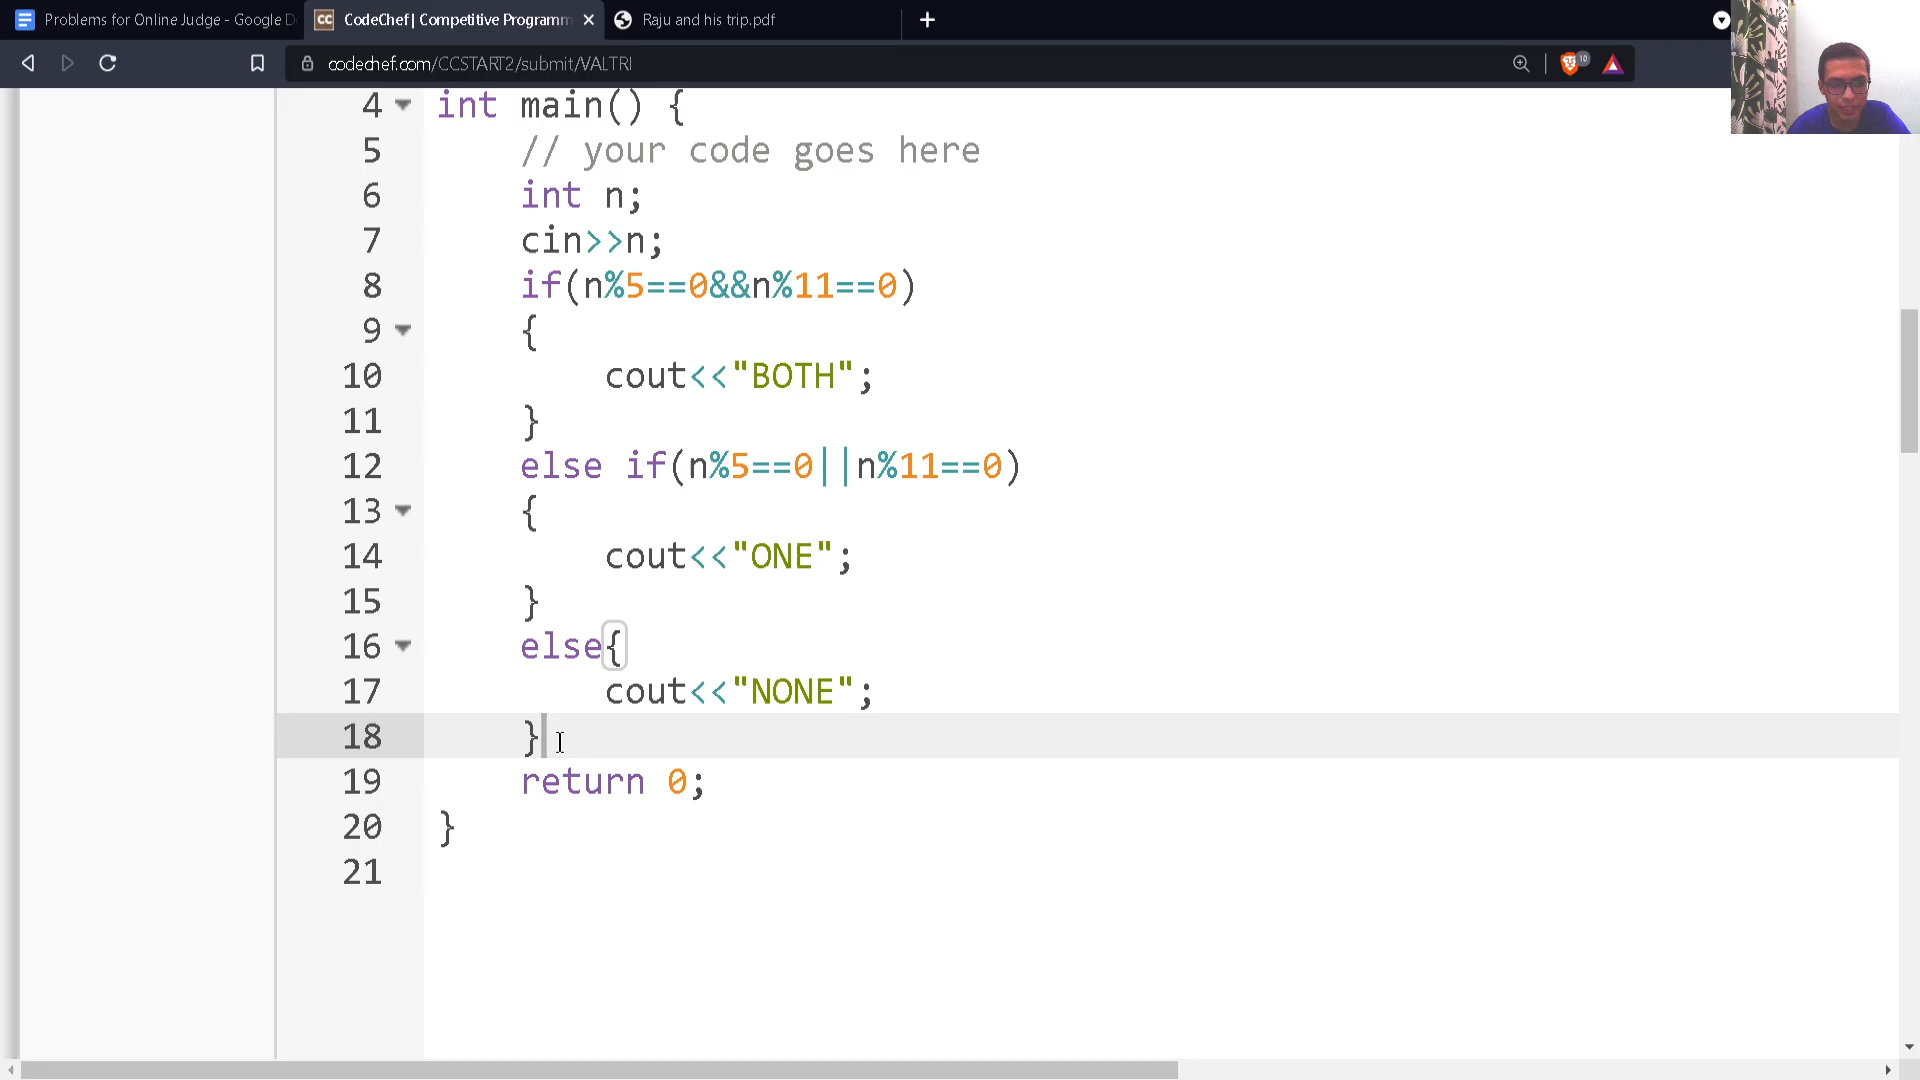 Problems for Online Judge - Google D
CC CodeChef | Competitive Programm
Raju and his trip.pdf
codechef.com/CCSTART2/submit/VALTRI
10
4 int main() {
5 // your code goes here
6 int n;
7 cin>>n;
8 if(n%5==0&&n%11==0)
9 {
10 cout<<"BOTH";
11 }
12 else if(n%5==0||n%11==0)
13 {
14 cout<<"ONE";
15 }
16 else{
17 cout<<"NONE";
18 }
19 return 0;
20 }
21